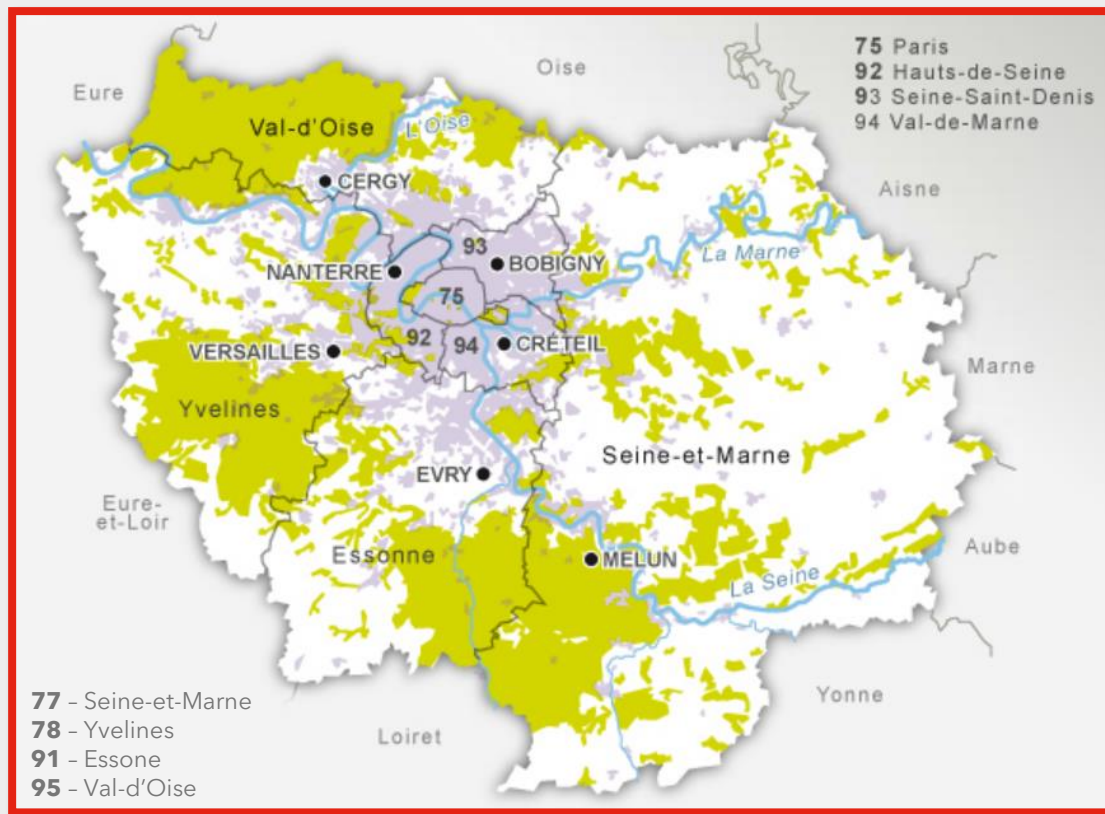 75 Paris
92 Hauts-de-Seine
93 Seine-Saint-Denis
94 Val-de-Marne
Oise
Eure
Val-d'Oise
L'Oise
CERGY
Aisne
93
La Marne
NANTERRE
BOBIGNY
75
92
94
CRÉTEIL
VERSAILLES
Marne
Yvelines
Seine-et-Marne
EVRY
Eure-
et-Loir
Essonne
Aube
MELUN
La Seine
77 – Seine-et-Marne
78 – Yvelines
91 – Essone
95 – Val-d'Oise
Loiret
Yonne